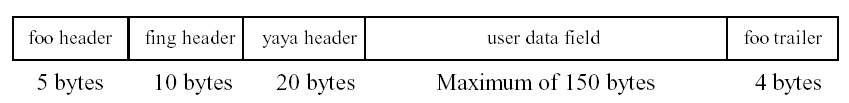 foo header fing header yaya header user data field foo trailer
5 bytes 10 bytes 20 bytes Maximum of 150 bytes 4 bytes